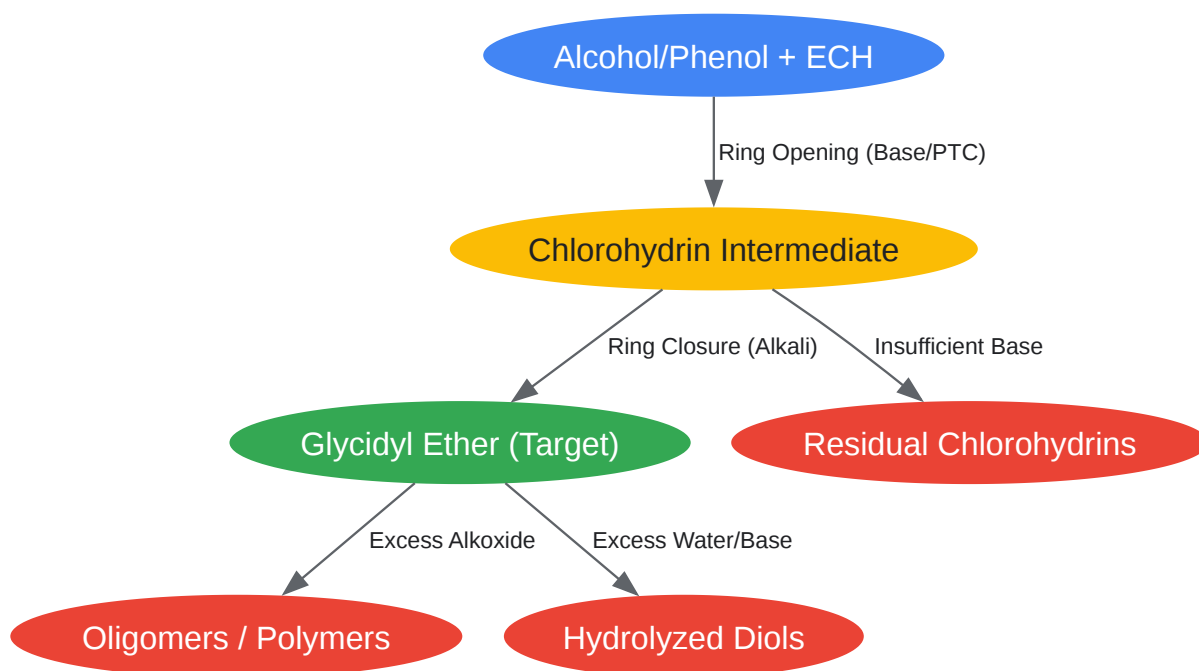 Alcohol/Phenol + ECH
Ring Opening (Base/PTC)
Chlorohydrin Intermediate
Ring Closure (Alkali)
Insufficient Base
Glycidyl Ether (Target)
Residual Chlorohydrins
Excess Alkoxide
Excess Water/Base
Oligomers / Polymers
Hydrolyzed Diols